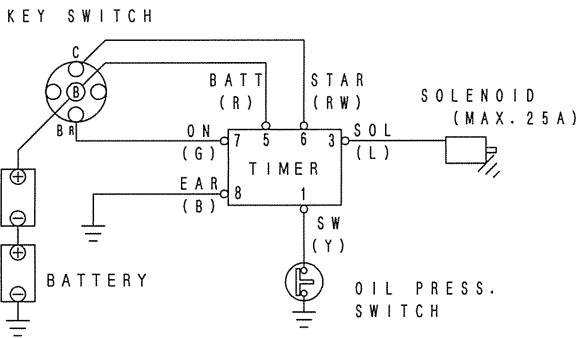 KEY SWITCH
C
B
BR
BATT
(R)
STAR
(RW)
SOLENOID
(MAX. 25A)
ON
(G)
7
5
6
3
SOL
(L)
TIMER
EAR
(B)
8
1
SW
(Y)
+
−
+
−
BATTERY
OIL PRESS.
SWITCH